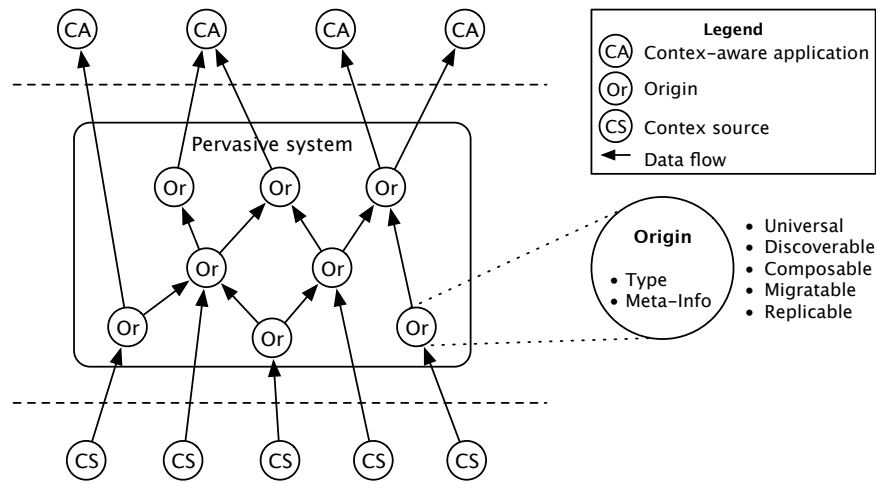 CA
CA
CA
CA
Legend
CA Contex-aware application
Or Origin
CS Contex source
Data flow
Pervasive system
Or
Or
Or
Or
Or
Or
Or
Or
Origin
• Type
• Meta-Info
• Universal
• Discoverable
• Composable
• Migratable
• Replicable
CS
CS
CS
CS
CS